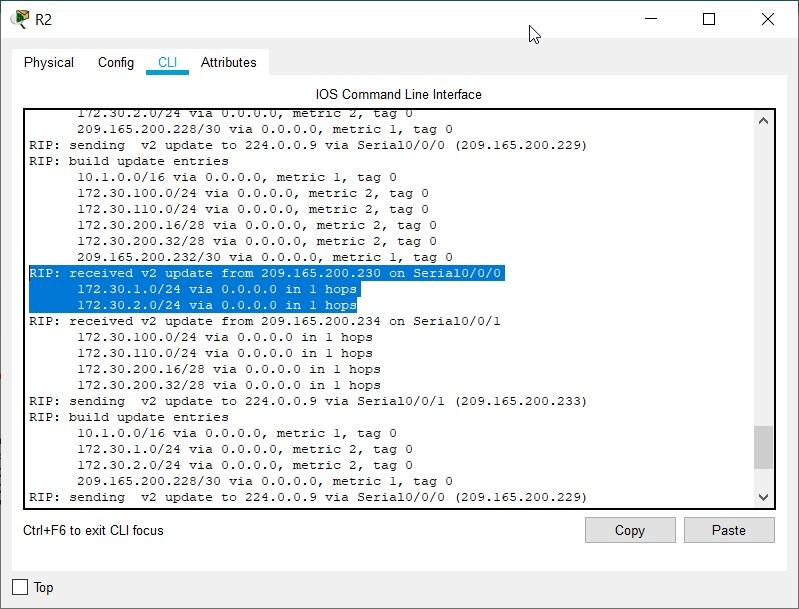 R2
Physical Config CLI Attributes
IOS Command Line Interface
172.30.2.0/24 via 0.0.0.0, metric 2, tag 0
209.165.200.228/30 via 0.0.0.0, metric 1, tag 0
RIP: sending  v2 update to 224.0.0.9 via Serial0/0/0 (209.165.200.229)
RIP: build update entries
10.1.0.0/16 via 0.0.0.0, metric 1, tag 0
172.30.100.0/24 via 0.0.0.0, metric 2, tag 0
172.30.110.0/24 via 0.0.0.0, metric 2, tag 0
172.30.200.16/28 via 0.0.0.0, metric 2, tag 0
172.30.200.32/28 via 0.0.0.0, metric 2, tag 0
209.165.200.232/30 via 0.0.0.0, metric 1, tag 0
RIP: received v2 update from 209.165.200.230 on Serial0/0/0
172.30.1.0/24 via 0.0.0.0 in 1 hops
172.30.2.0/24 via 0.0.0.0 in 1 hops
RIP: received v2 update from 209.165.200.234 on Serial0/0/1
172.30.100.0/24 via 0.0.0.0 in 1 hops
172.30.110.0/24 via 0.0.0.0 in 1 hops
172.30.200.16/28 via 0.0.0.0 in 1 hops
172.30.200.32/28 via 0.0.0.0 in 1 hops
RIP: sending  v2 update to 224.0.0.9 via Serial0/0/1 (209.165.200.233)
RIP: build update entries
10.1.0.0/16 via 0.0.0.0, metric 1, tag 0
172.30.1.0/24 via 0.0.0.0, metric 2, tag 0
172.30.2.0/24 via 0.0.0.0, metric 2, tag 0
209.165.200.228/30 via 0.0.0.0, metric 1, tag 0
RIP: sending  v2 update to 224.0.0.9 via Serial0/0/0 (209.165.200.229)
Ctrl+F6 to exit CLI focus
Copy Paste
Top